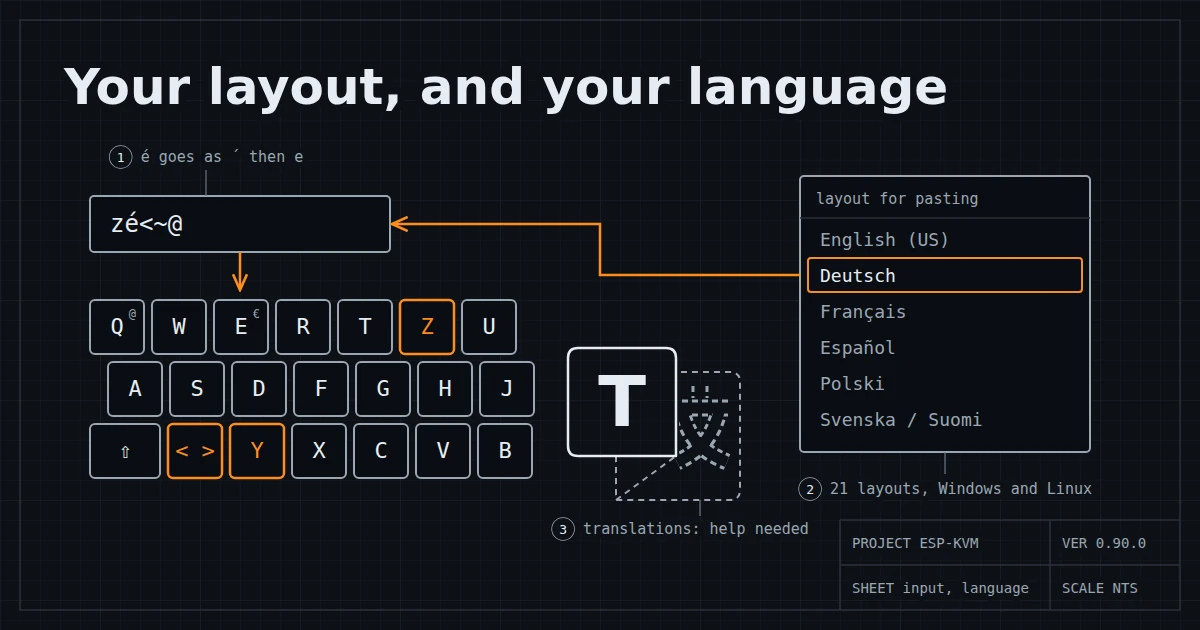 Your layout, and your language
1 é goes as ´ then e
zé<~@
layout for pasting
English (US)
Deutsch
Français
Español
Polski
Svenska / Suomi
Q @ W E € R T Z U
A S D F G H J
⇧ < > Y X C V B
T 文
2 21 layouts, Windows and Linux
3 translations: help needed
PROJECT ESP-KVM VER 0.90.0
SHEET input, language SCALE NTS